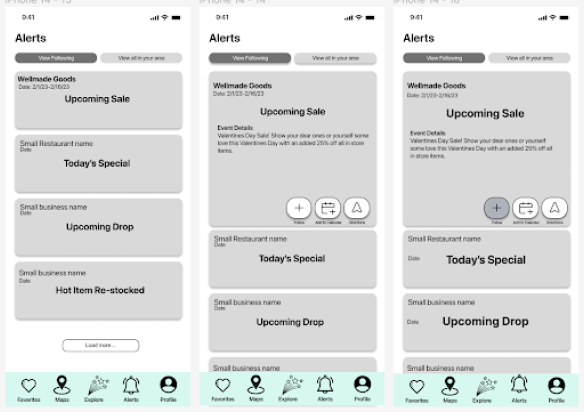 iPhone 14 - 13
9:41
Alerts
View Following
View all in your area
Wellmade Goods
Date: 2/1/23-2/16/23
Upcoming Sale
Small Restaurant name
Date
Today's Special
Small business name
Date
Upcoming Drop
Small business name
Date
Hot Item Re-stocked
Load more ...
Favorites
Maps
Explore
Alerts
Profile
iPhone 14 - 14
9:41
Alerts
View Following
View all in your area
Wellmade Goods
Date: 2/1/23-2/16/23
Upcoming Sale
Event Details
Valentines Day Sale! Show your dear ones or yourself some
love this Valentines Day with an added 25% off all in store
items.
Follow
Add to Calendar
Directions
Small Restaurant name
Date
Today's Special
Small business name
Date
Upcoming Drop
Small business name
Favorites
Maps
Explore
Alerts
Profile
9:41
Alerts
View Following
View all in your area
Wellmade Goods
Date: 2/1/23-2/16/23
Upcoming Sale
Event Details
Valentines Day Sale! Show your dear ones or yourself
some love this Valentines Day with an added 25% off all
in store items.
Follow
Add to Calendar
Directions
Small Restaurant name
Date
Today's Special
Small business name
Date
Upcoming Drop
Small business name
Favorites
Maps
Explore
Alerts
Profile